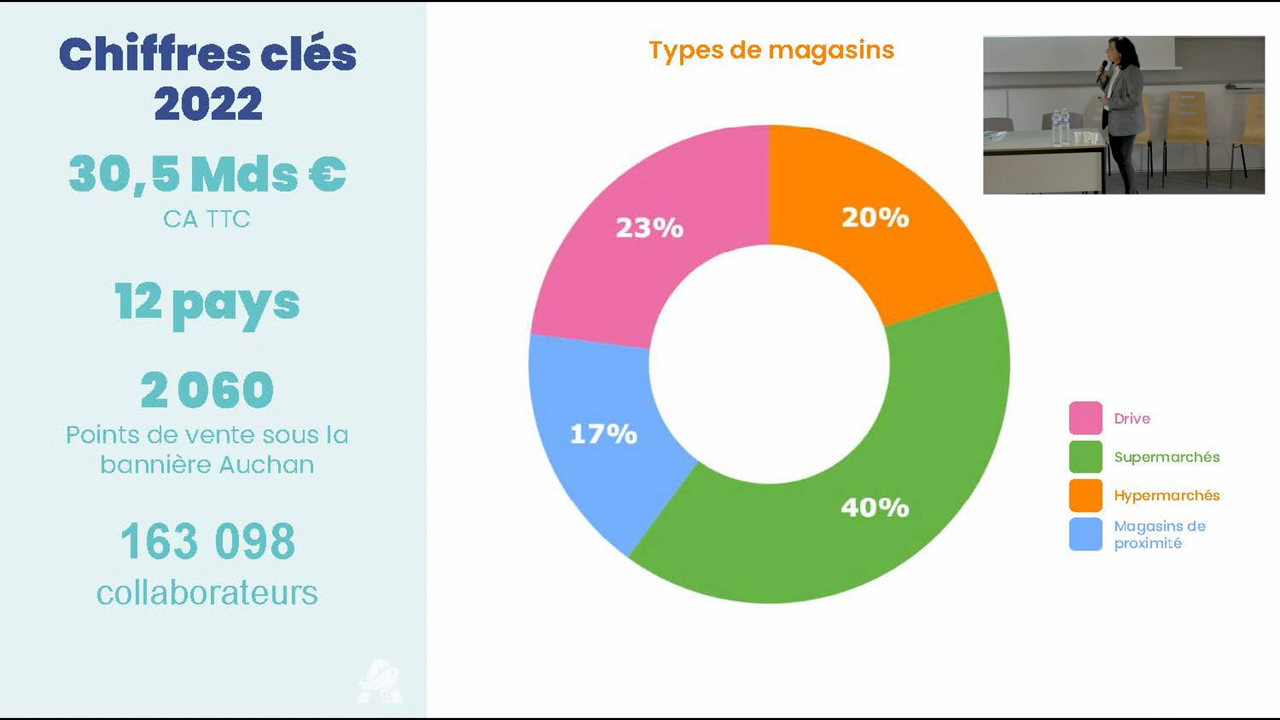 Chiffres clés
2022
30,5 Mds €
CA TTC
12 pays
2 060
Points de vente sous la
bannière Auchan
163 098
collaborateurs
Types de magasins
23%
20%
17%
40%
Drive
Supermarchés
Hypermarchés
Magasins de
proximité